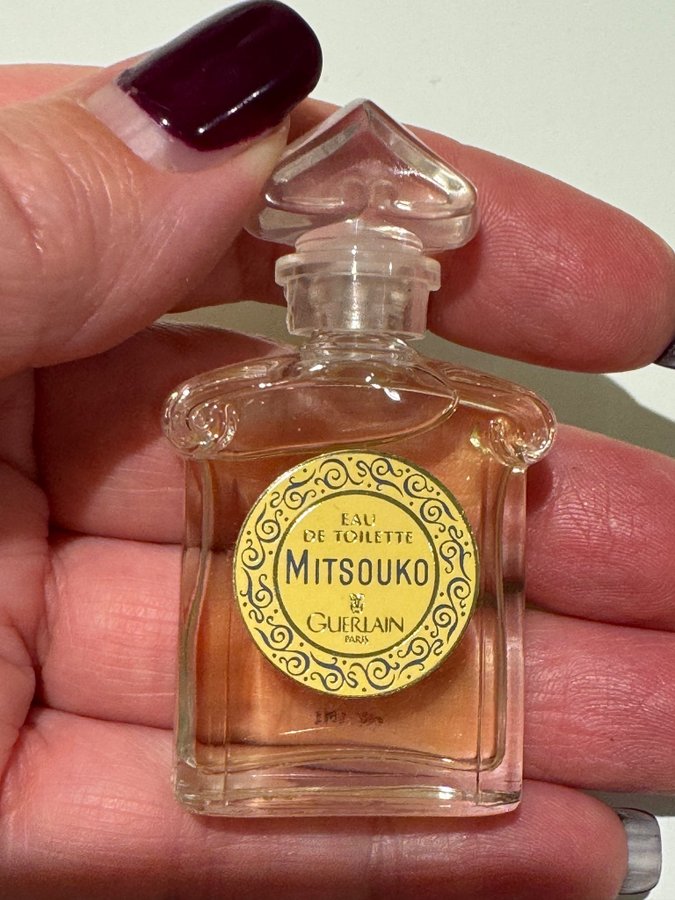 EAU
DE TOILETTE
MITSOUKO
GUERLAIN
PARIS